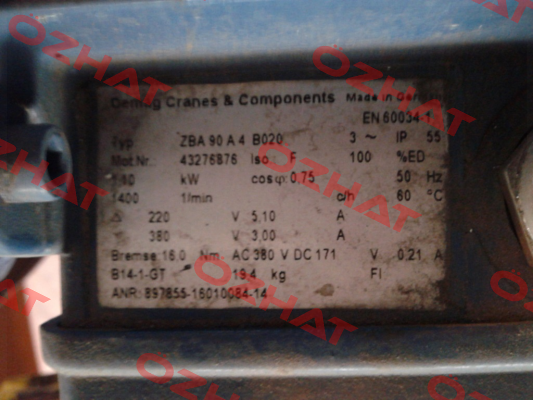 Demag Cranes & Components Made in Germany
EN 60034-1
Typ ZBA 90 A 4 B020 3 ~ IP 55
Mot.Nr. 43276876 Iso F 100 %ED
kW cosφ: 0,75 50 Hz
1400 1/min c/h 60 °C
△ 220 V 5,10 A
380 V 3,00 A
Bremse 16,0 Nm AC 380 V DC 171 V 0,21 A
B14-1-GT 19,4 kg FI
ANR: 897855-16010084-14
OZHAT
OZHAT
OZHAT
OZHAT
OZHAT
OZHAT
OZHAT
OZHAT